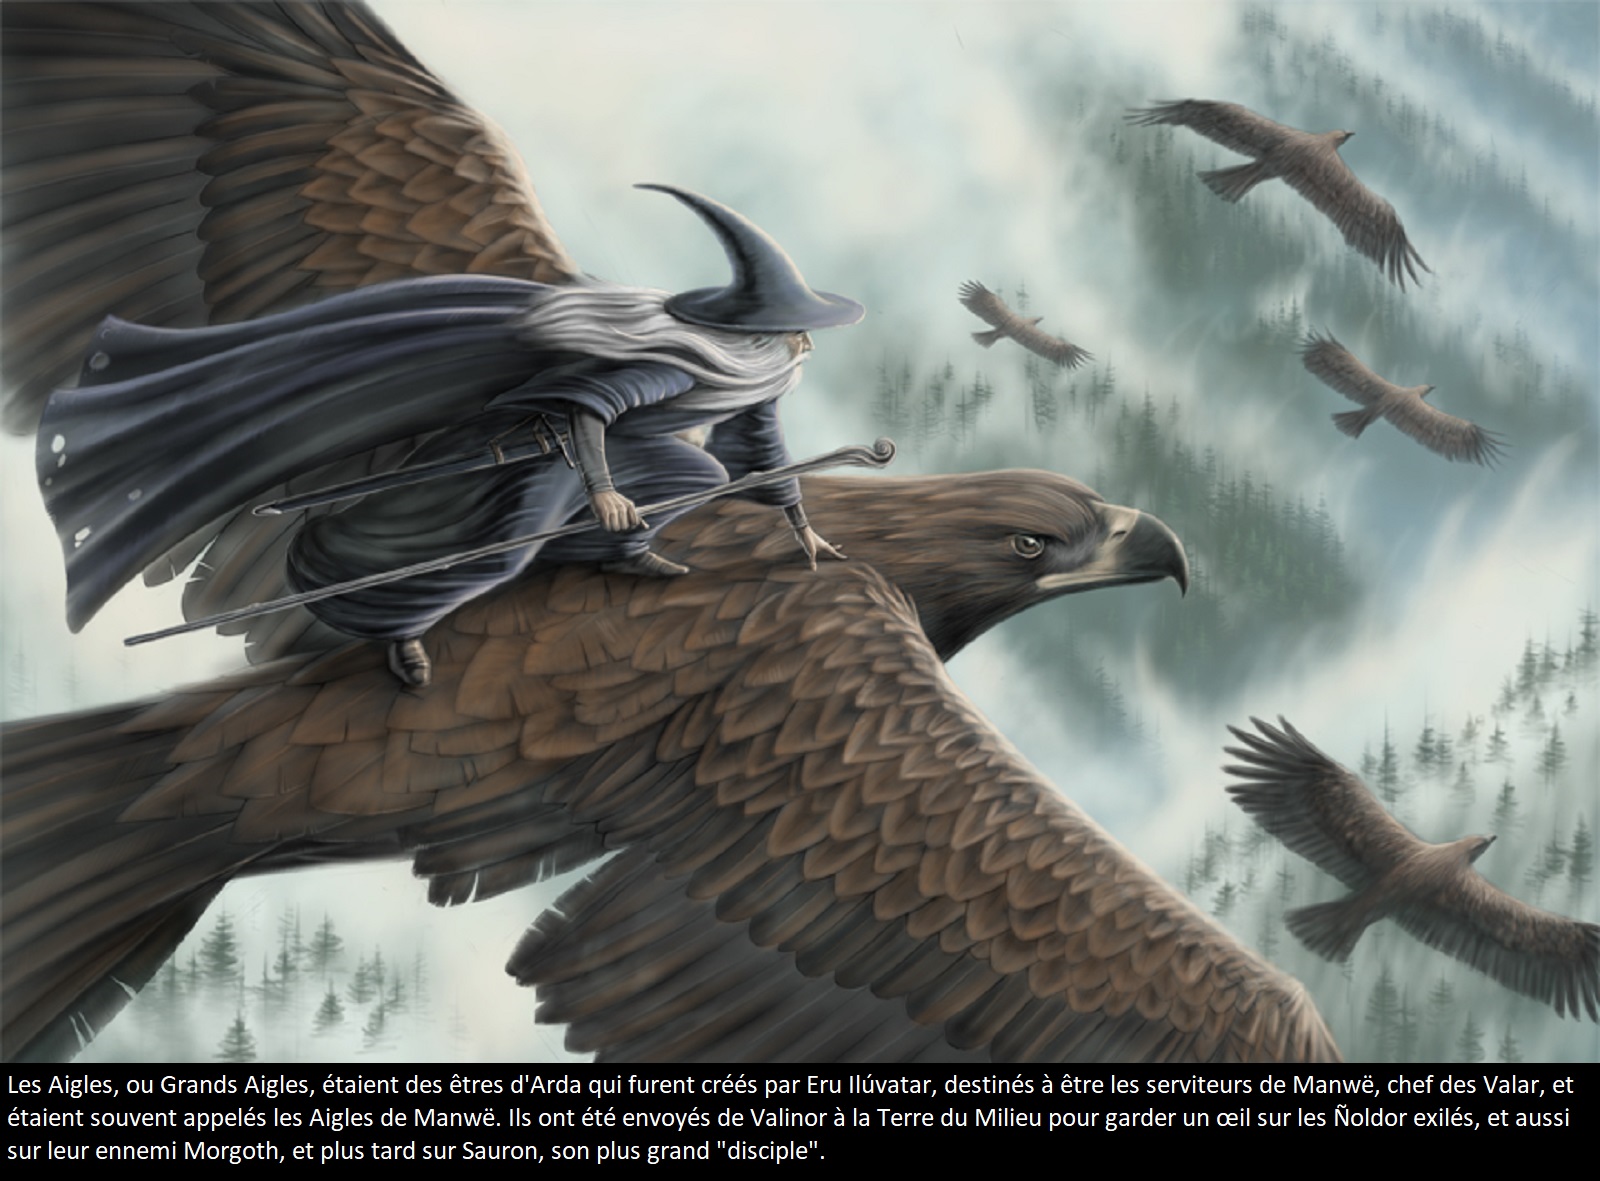 Les Aigles, ou Grands Aigles, étaient des êtres d'Arda qui furent créés par Eru Ilúvatar, destinés à être les serviteurs de Manwë, chef des Valar, et
étaient souvent appelés les Aigles de Manwë. Ils ont été envoyés de Valinor à la Terre du Milieu pour garder un œil sur les Ñoldor exilés, et aussi
sur leur ennemi Morgoth, et plus tard sur Sauron, son plus grand "disciple".